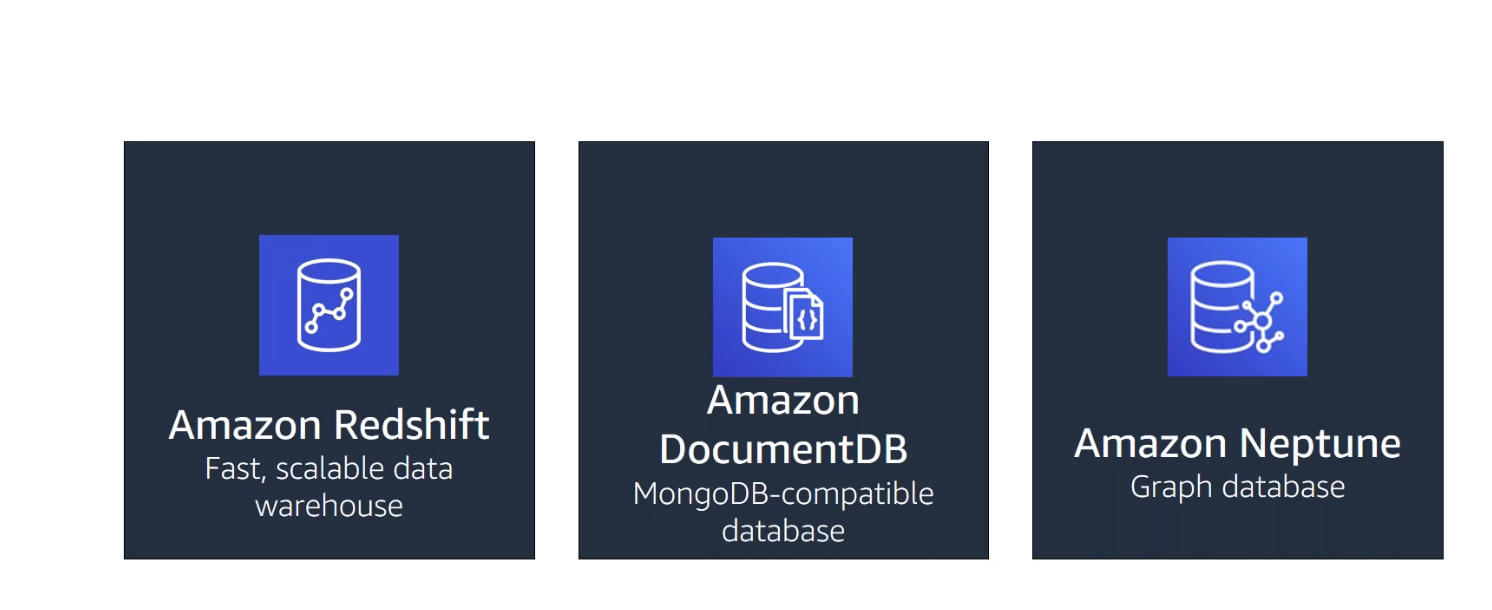 Amazon Redshift
Fast, scalable data
warehouse
Amazon
DocumentDB
MongoDB-compatible
database
Amazon Neptune
Graph database